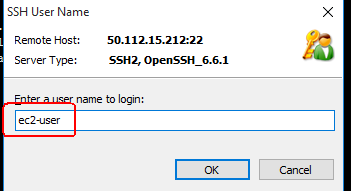 SSH User Name
Remote Host: 50.112.15.212:22
Server Type: SSH2, OpenSSH_6.6.1
Enter a user name to login:
ec2-user
OK Cancel